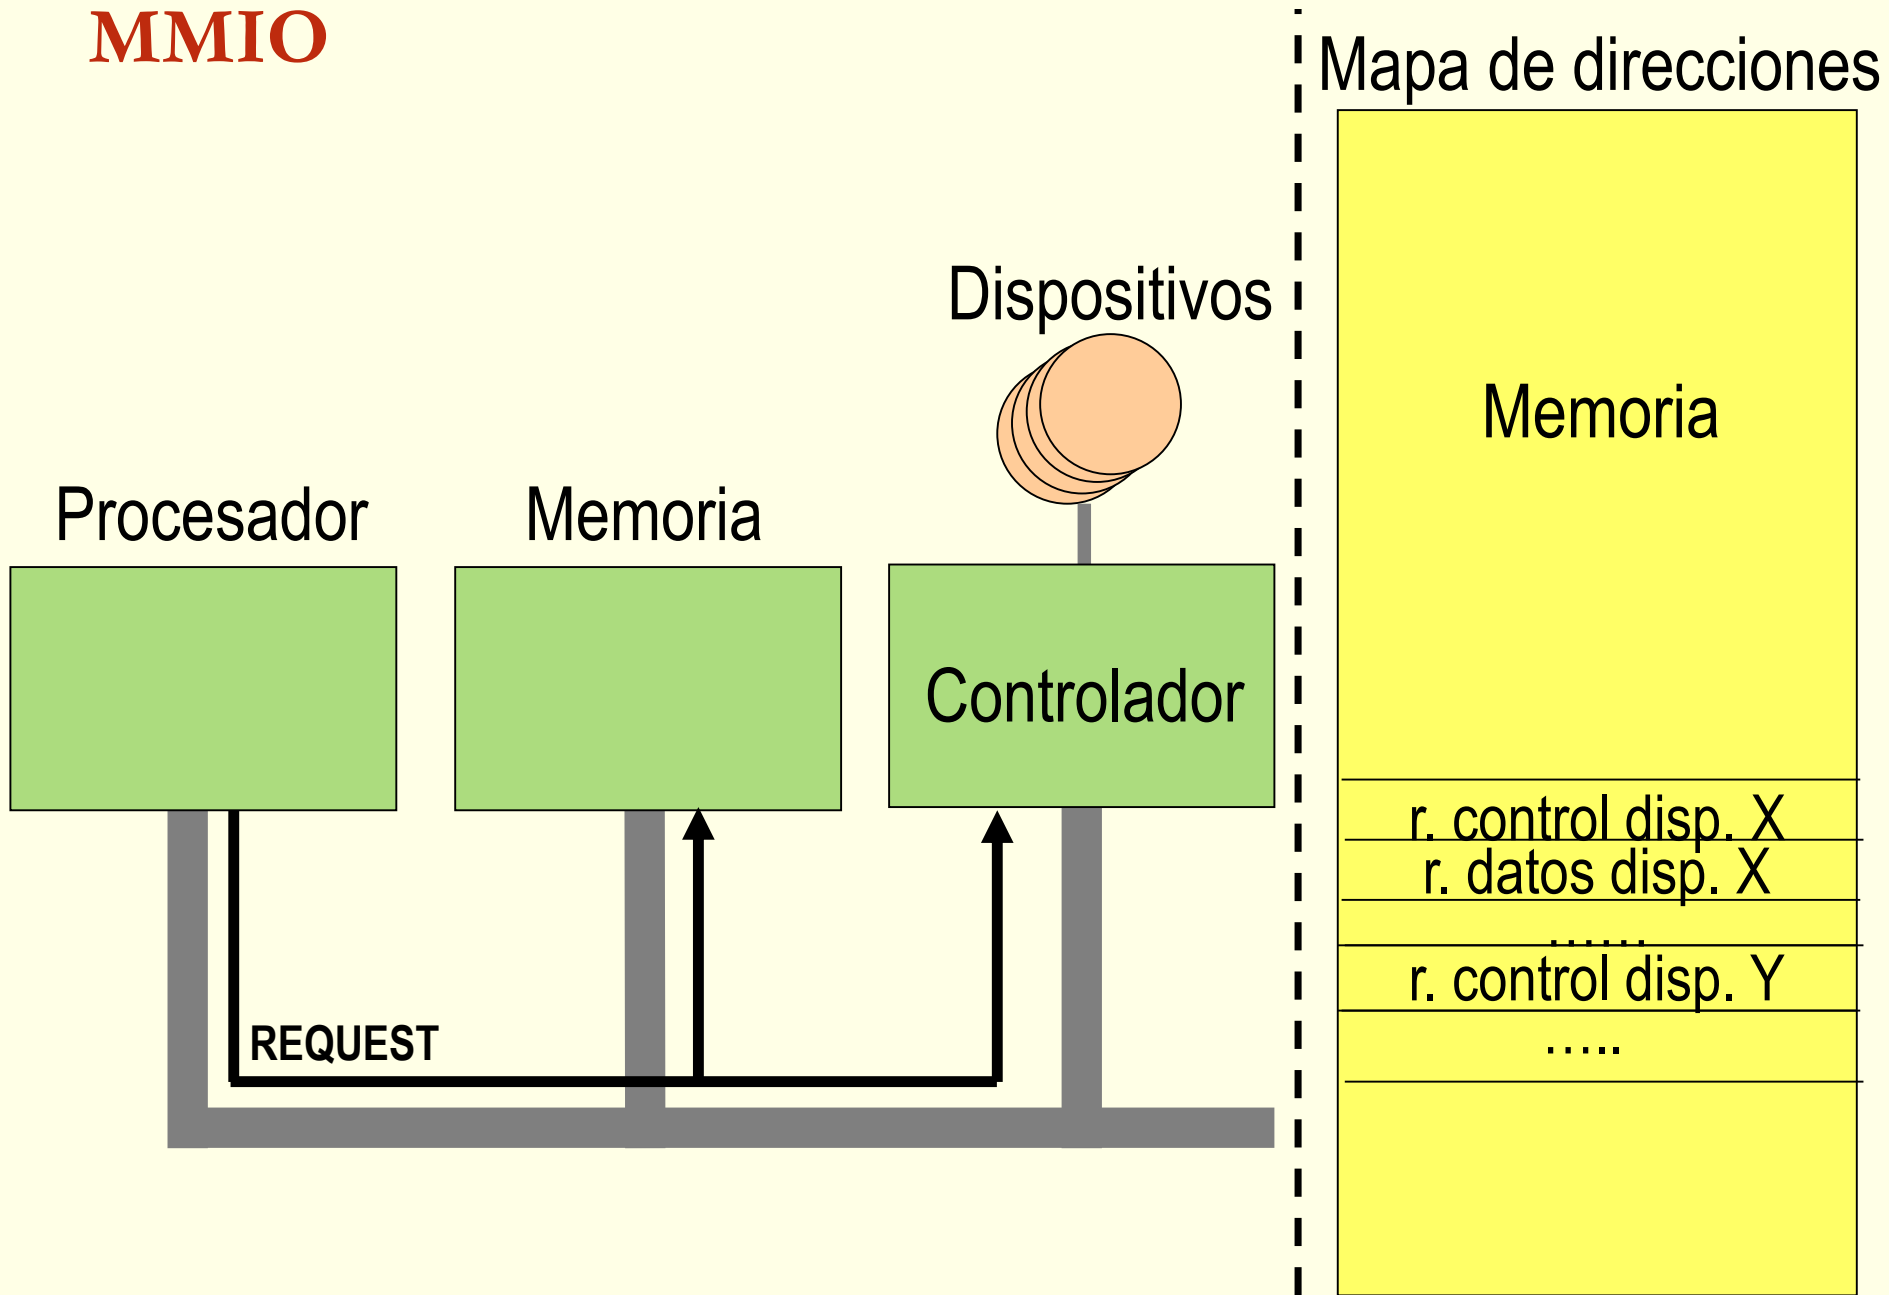 MMIO
Mapa de direcciones
Dispositivos
Memoria
Procesador
Memoria
Controlador
r. control disp. X
r. datos disp. X
......
r. control disp. Y
.....
REQUEST